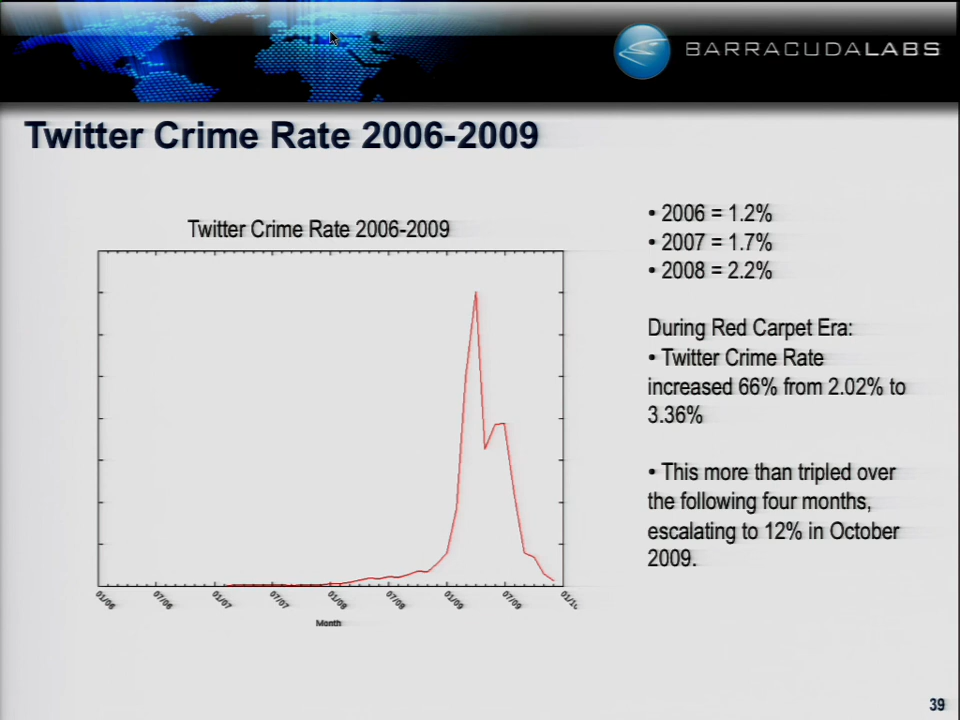 BARRACUDALABS
Twitter Crime Rate 2006-2009
Twitter Crime Rate 2006-2009
• 2006 = 1.2%
• 2007 = 1.7%
• 2008 = 2.2%
During Red Carpet Era:
• Twitter Crime Rate
increased 66% from 2.02% to
3.36%
• This more than tripled over
the following four months,
escalating to 12% in October
2009.
01/06 07/06 01/07 07/07 01/08 07/08 01/09 07/09
Month
39